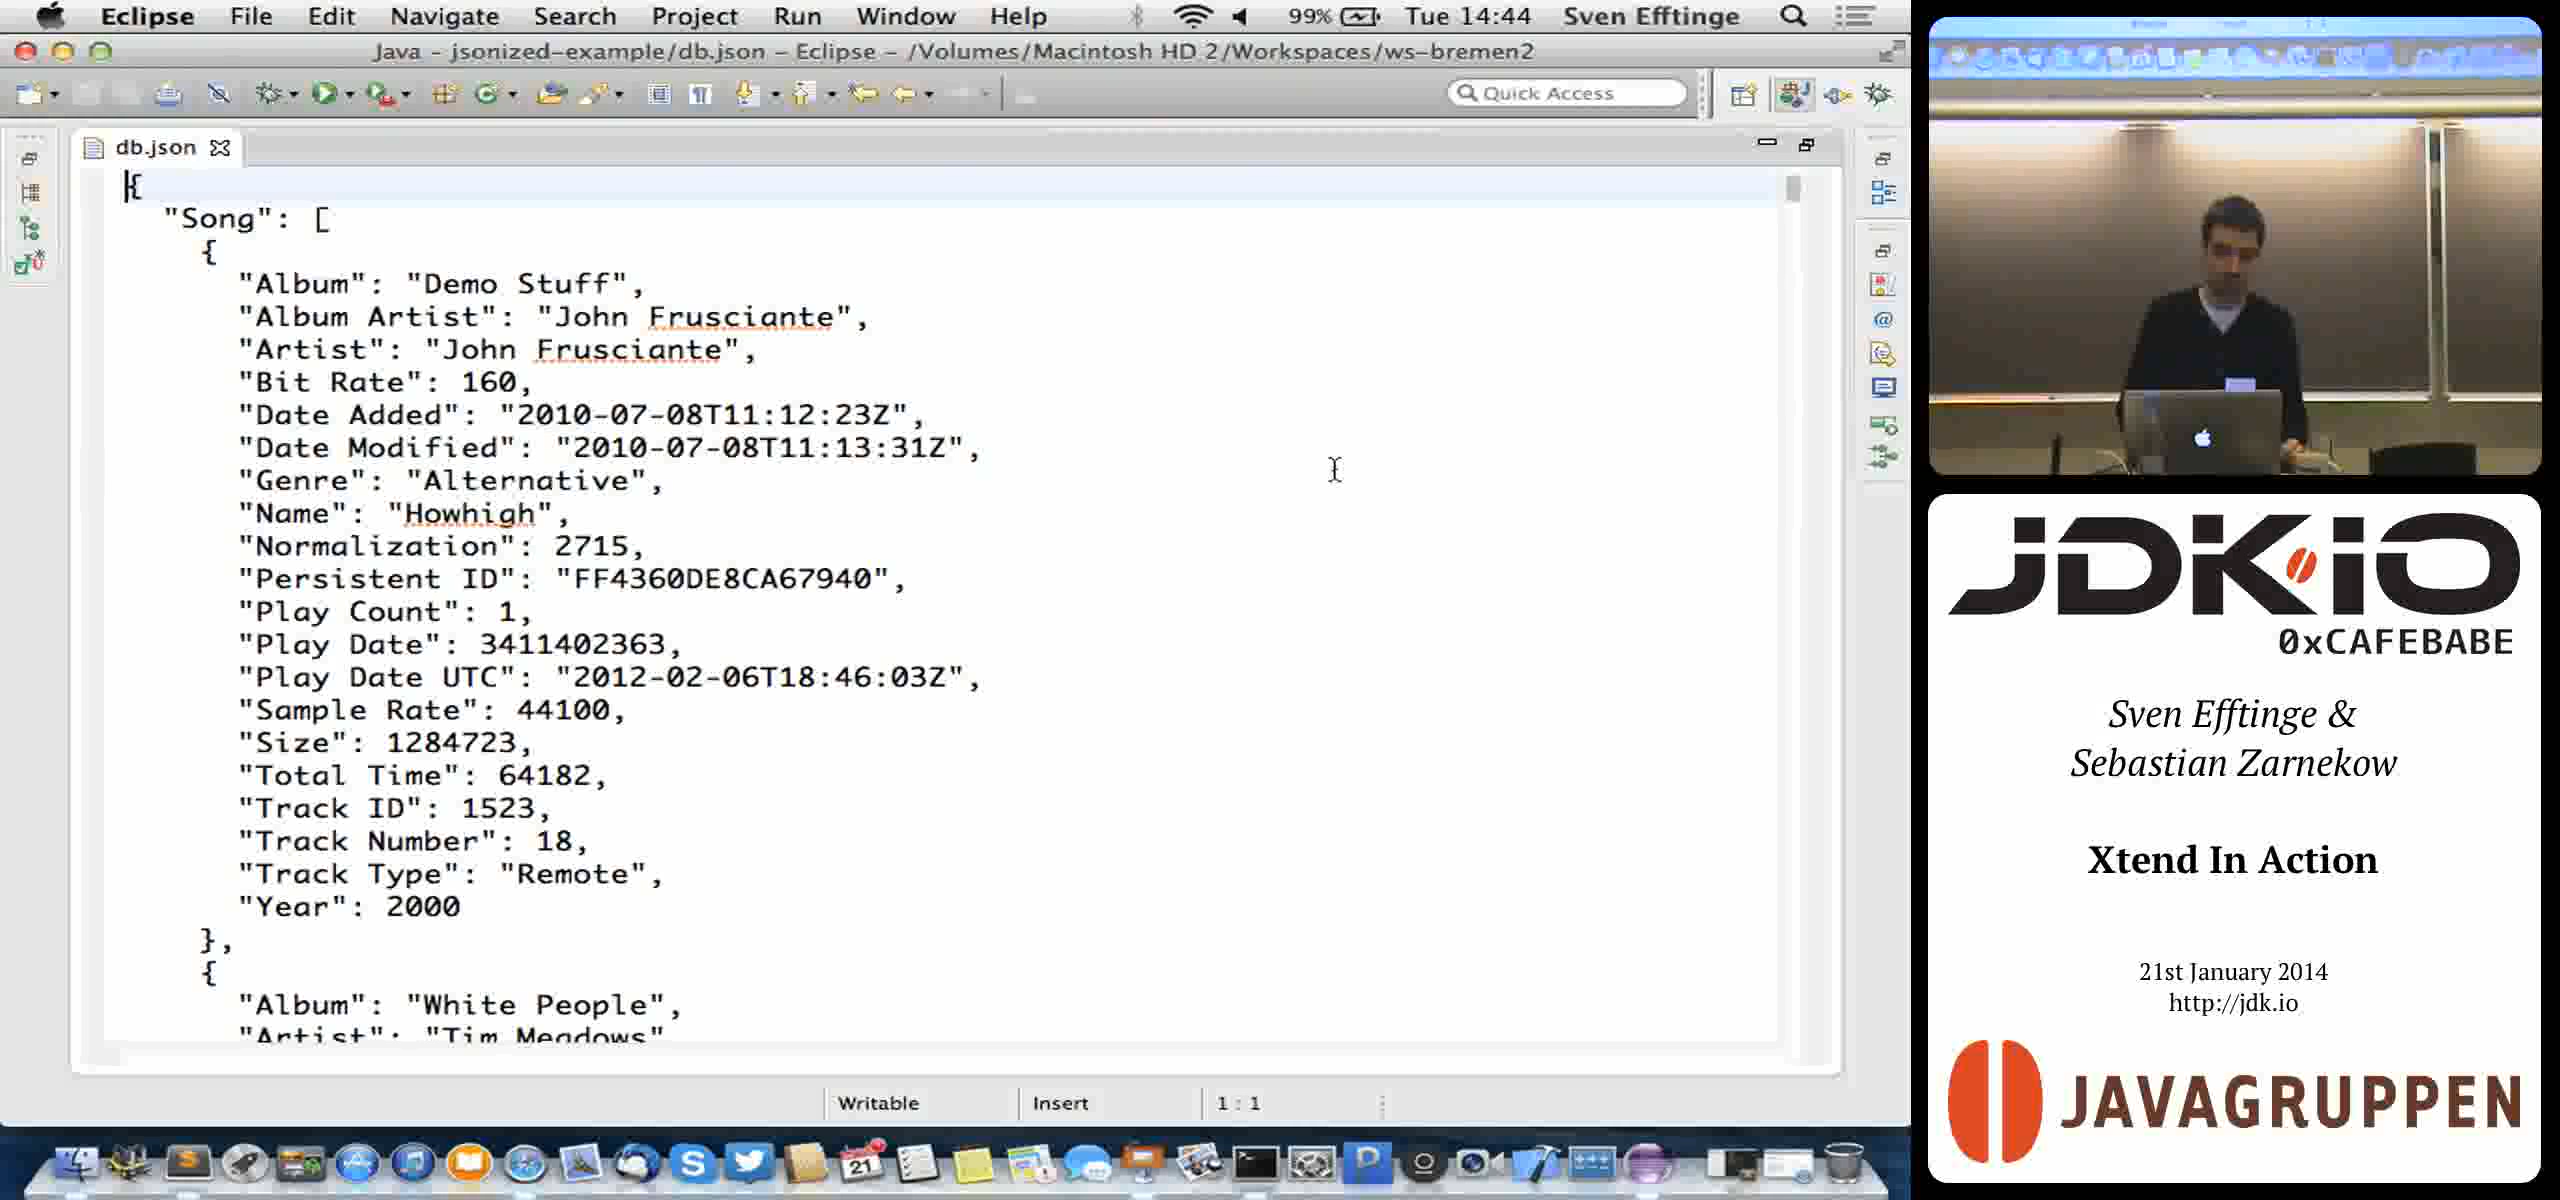 Eclipse File Edit Navigate Search Project Run Window Help 99% Tue 14:44 Sven Efftinge
Java – jsonized-example/db.json – Eclipse – /Volumes/Macintosh HD 2/Workspaces/ws-bremen2
Quick Access
db.json
{
"Song": [
{
"Album": "Demo Stuff",
"Album Artist": "John Frusciante",
"Artist": "John Frusciante",
"Bit Rate": 160,
"Date Added": "2010-07-08T11:12:23Z",
"Date Modified": "2010-07-08T11:13:31Z",
"Genre": "Alternative",
"Name": "Howhigh",
"Normalization": 2715,
"Persistent ID": "FF4360DE8CA67940",
"Play Count": 1,
"Play Date": 3411402363,
"Play Date UTC": "2012-02-06T18:46:03Z",
"Sample Rate": 44100,
"Size": 1284723,
"Total Time": 64182,
"Track ID": 1523,
"Track Number": 18,
"Track Type": "Remote",
"Year": 2000
},
{
"Album": "White People",
"Artist": "Tim Meadows"
Writable Insert 1 : 1
21
JDK.IO
0xCAFEBABE
Sven Efftinge &
Sebastian Zarnekow
Xtend In Action
21st January 2014
http://jdk.io
JAVAGRUPPEN